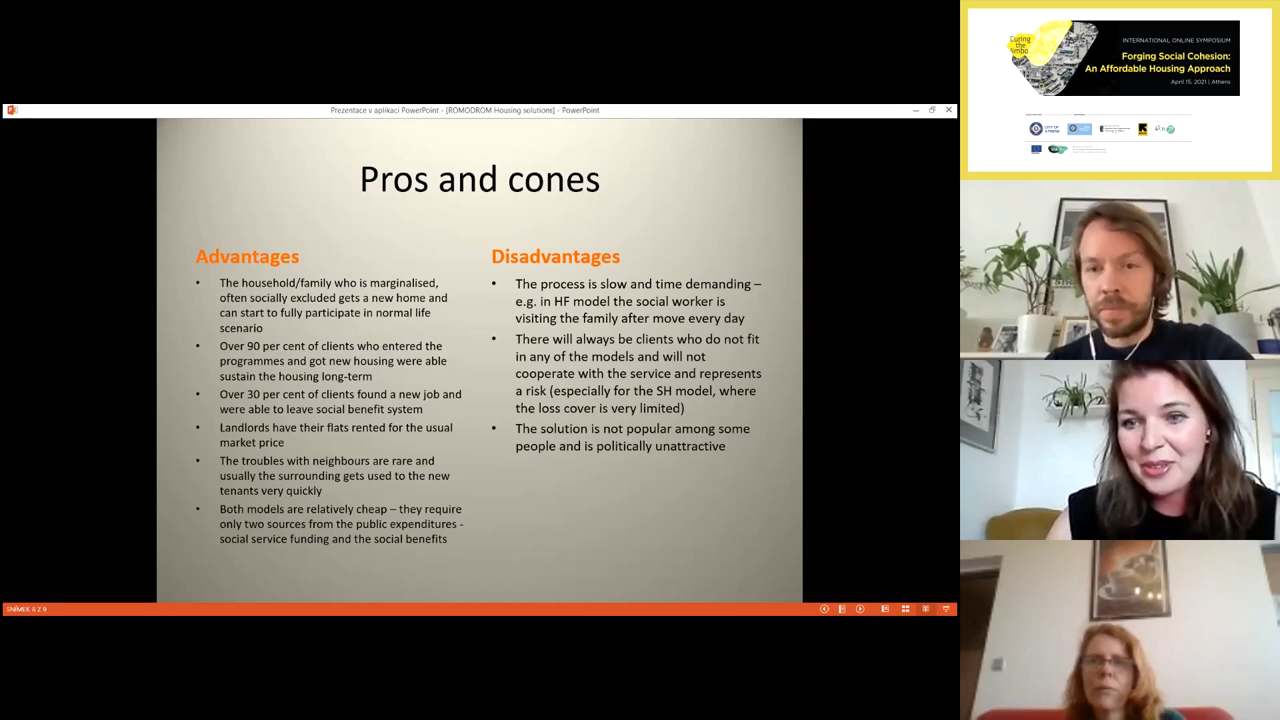 Prezentace v aplikaci PowerPoint - [ROMODROM Housing solutions] - PowerPoint
Pros and cones
Advantages
• The household/family who is marginalised,
often socially excluded gets a new home and
can start to fully participate in normal life
scenario
• Over 90 per cent of clients who entered the
programmes and got new housing were able
sustain the housing long-term
• Over 30 per cent of clients found a new job and
were able to leave social benefit system
• Landlords have their flats rented for the usual
market price
• The troubles with neighbours are rare and
usually the surrounding gets used to the new
tenants very quickly
• Both models are relatively cheap – they require
only two sources from the public expenditures -
social service funding and the social benefits
Disadvantages
• The process is slow and time demanding –
e.g. in HF model the social worker is
visiting the family after move every day
• There will always be clients who do not fit
in any of the models and will not
cooperate with the service and represents
a risk (especially for the SH model, where
the loss cover is very limited)
• The solution is not popular among some
people and is politically unattractive
SNÍMEK 8 Z 9
Curing
the
limbo
INTERNATIONAL ONLINE SYMPOSIUM
Forging Social Cohesion:
An Affordable Housing Approach
April 15, 2021 | Athens
CITY OF
ATHENS